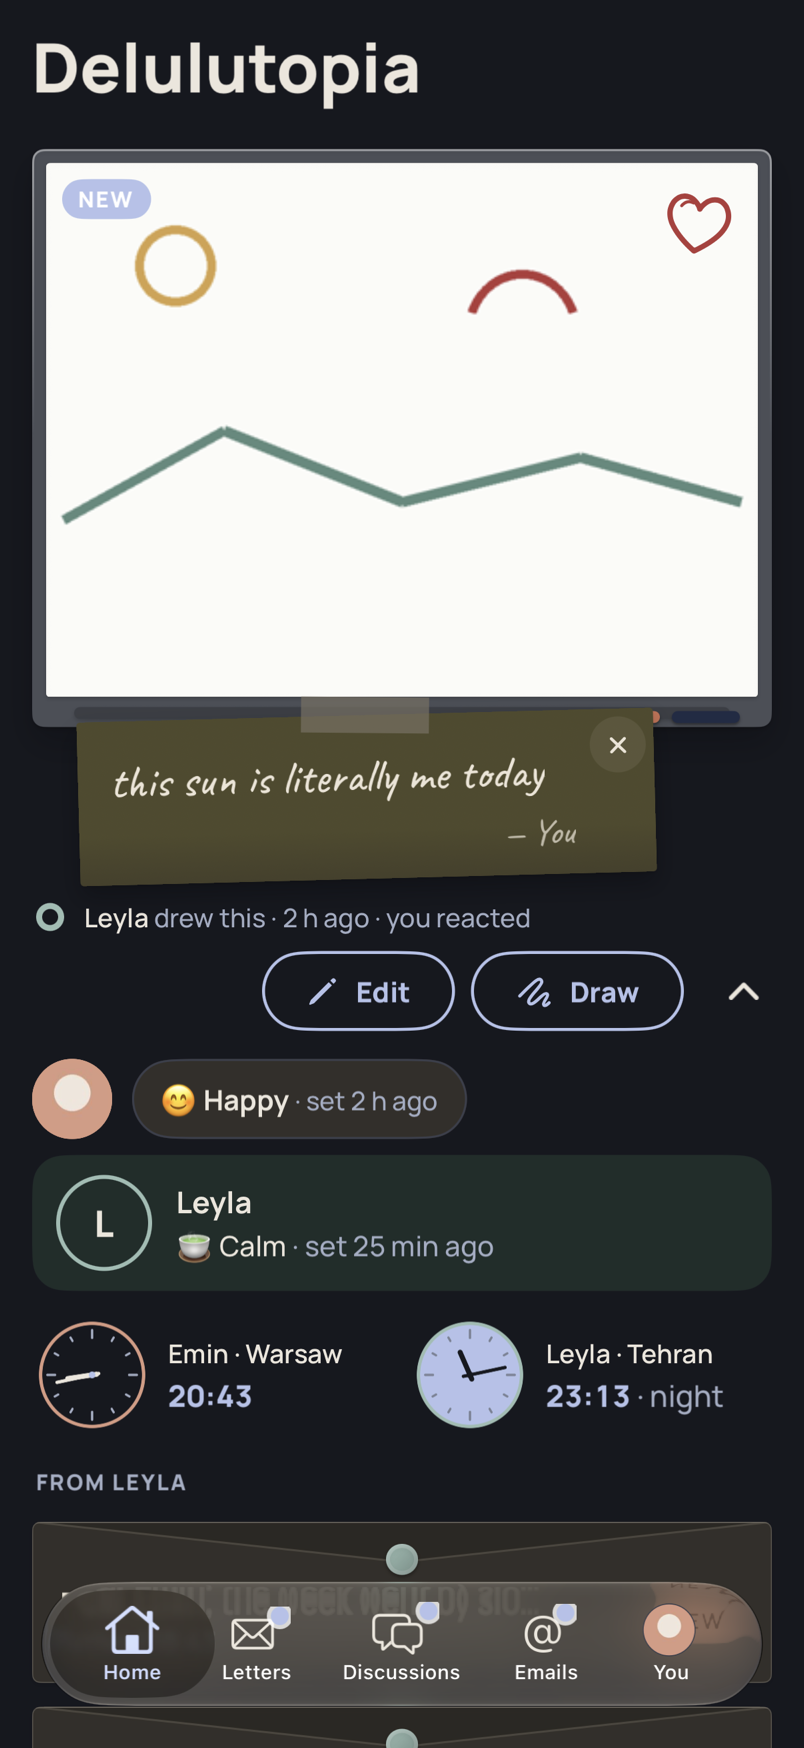 Delulutopia
NEW
this sun is literally me today
– You
Leyla drew this · 2 h ago · you reacted
Edit
Draw
😊 Happy · set 2 h ago
L
Leyla
🍵 Calm · set 25 min ago
Emin · Warsaw
20:43
Leyla · Tehran
23:13 · night
FROM LEYLA
Home
Letters
Discussions
@
Emails
You